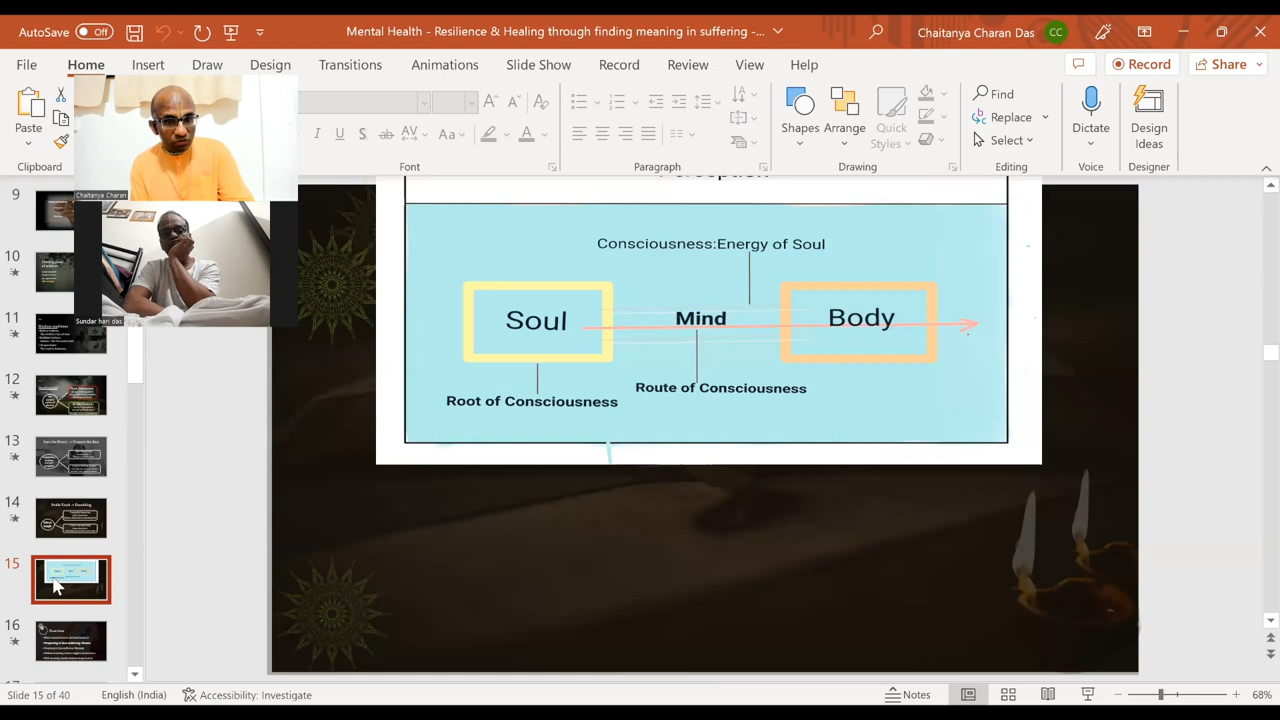 AutoSave Off
Mental Health - Resilience & Healing through finding meaning in suffering -...
Chaitanya Charan Das CC
File Home Insert Draw Design Transitions Animations Slide Show Record Review View Help
Record Share
Paste
Clipboard
Aa
Font
Paragraph
Shapes Arrange Quick Styles
Drawing
Find
Replace
Select
Editing
Dictate
Voice
Design Ideas
Designer
Chaitanya Charan
Sundar hari das
9
10
11
12
13
14
15
16
Overview
Perception
Consciousness:Energy of Soul
Soul Mind Body
Route of Consciousness
Root of Consciousness
Slide 15 of 40 English (India) Accessibility: Investigate Notes 68%